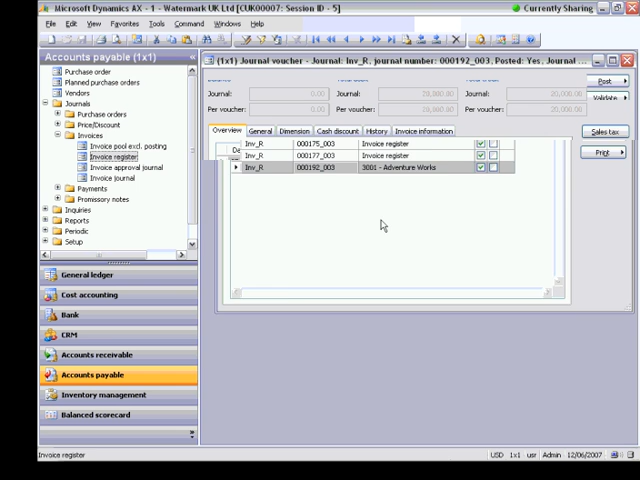 Microsoft Dynamics AX - 1 - Watermark UK Ltd [CUK00007: Session ID - 5]
Currently Sharing
File Edit View Favorites Tools Command Windows Help
Accounts payable (1x1)
Purchase order
Planned purchase orders
Vendors
Journals
Purchase orders
Price/Discount
Invoices
Invoice pool excl. posting
Invoice register
Invoice approval journal
Invoice journal
Payments
Promissory notes
Inquiries
Reports
Periodic
Setup
General ledger
Cost accounting
Bank
CRM
Accounts receivable
Accounts payable
Inventory management
Balanced scorecard
(1x1) Journal voucher - Journal: Inv_R, journal number: 000192_003, Posted: Yes, Journal ...
Journal: 0.00 Journal: 20,000.00 Journal: 20,000.00
Per voucher: 0.00 Per voucher: 20,000.00 Per voucher: 20,000.00
Overview General Dimension Cash discount History Invoice information
Inv_R 000175_003 Invoice register
Inv_R 000177_003 Invoice register
Inv_R 000192_003 3001 - Adventure Works
Post
Validate
Sales tax
Print
Invoice register
USD 1x1 usr Admin 12/06/2007